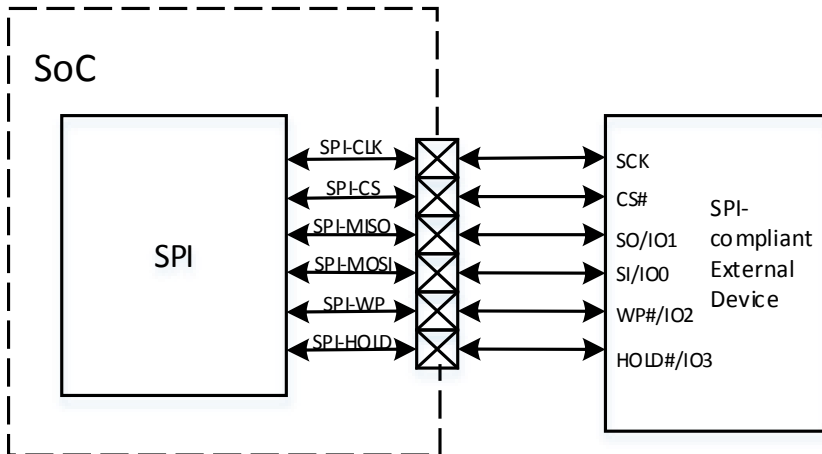 SoC
SPI
SPI-CLK
SPI-CS
SPI-MISO
SPI-MOSI
SPI-WP
SPI-HOLD
SCK
CS#
SO/IO1
SI/IO0
WP#/IO2
HOLD#/IO3
SPI-
compliant
External
Device